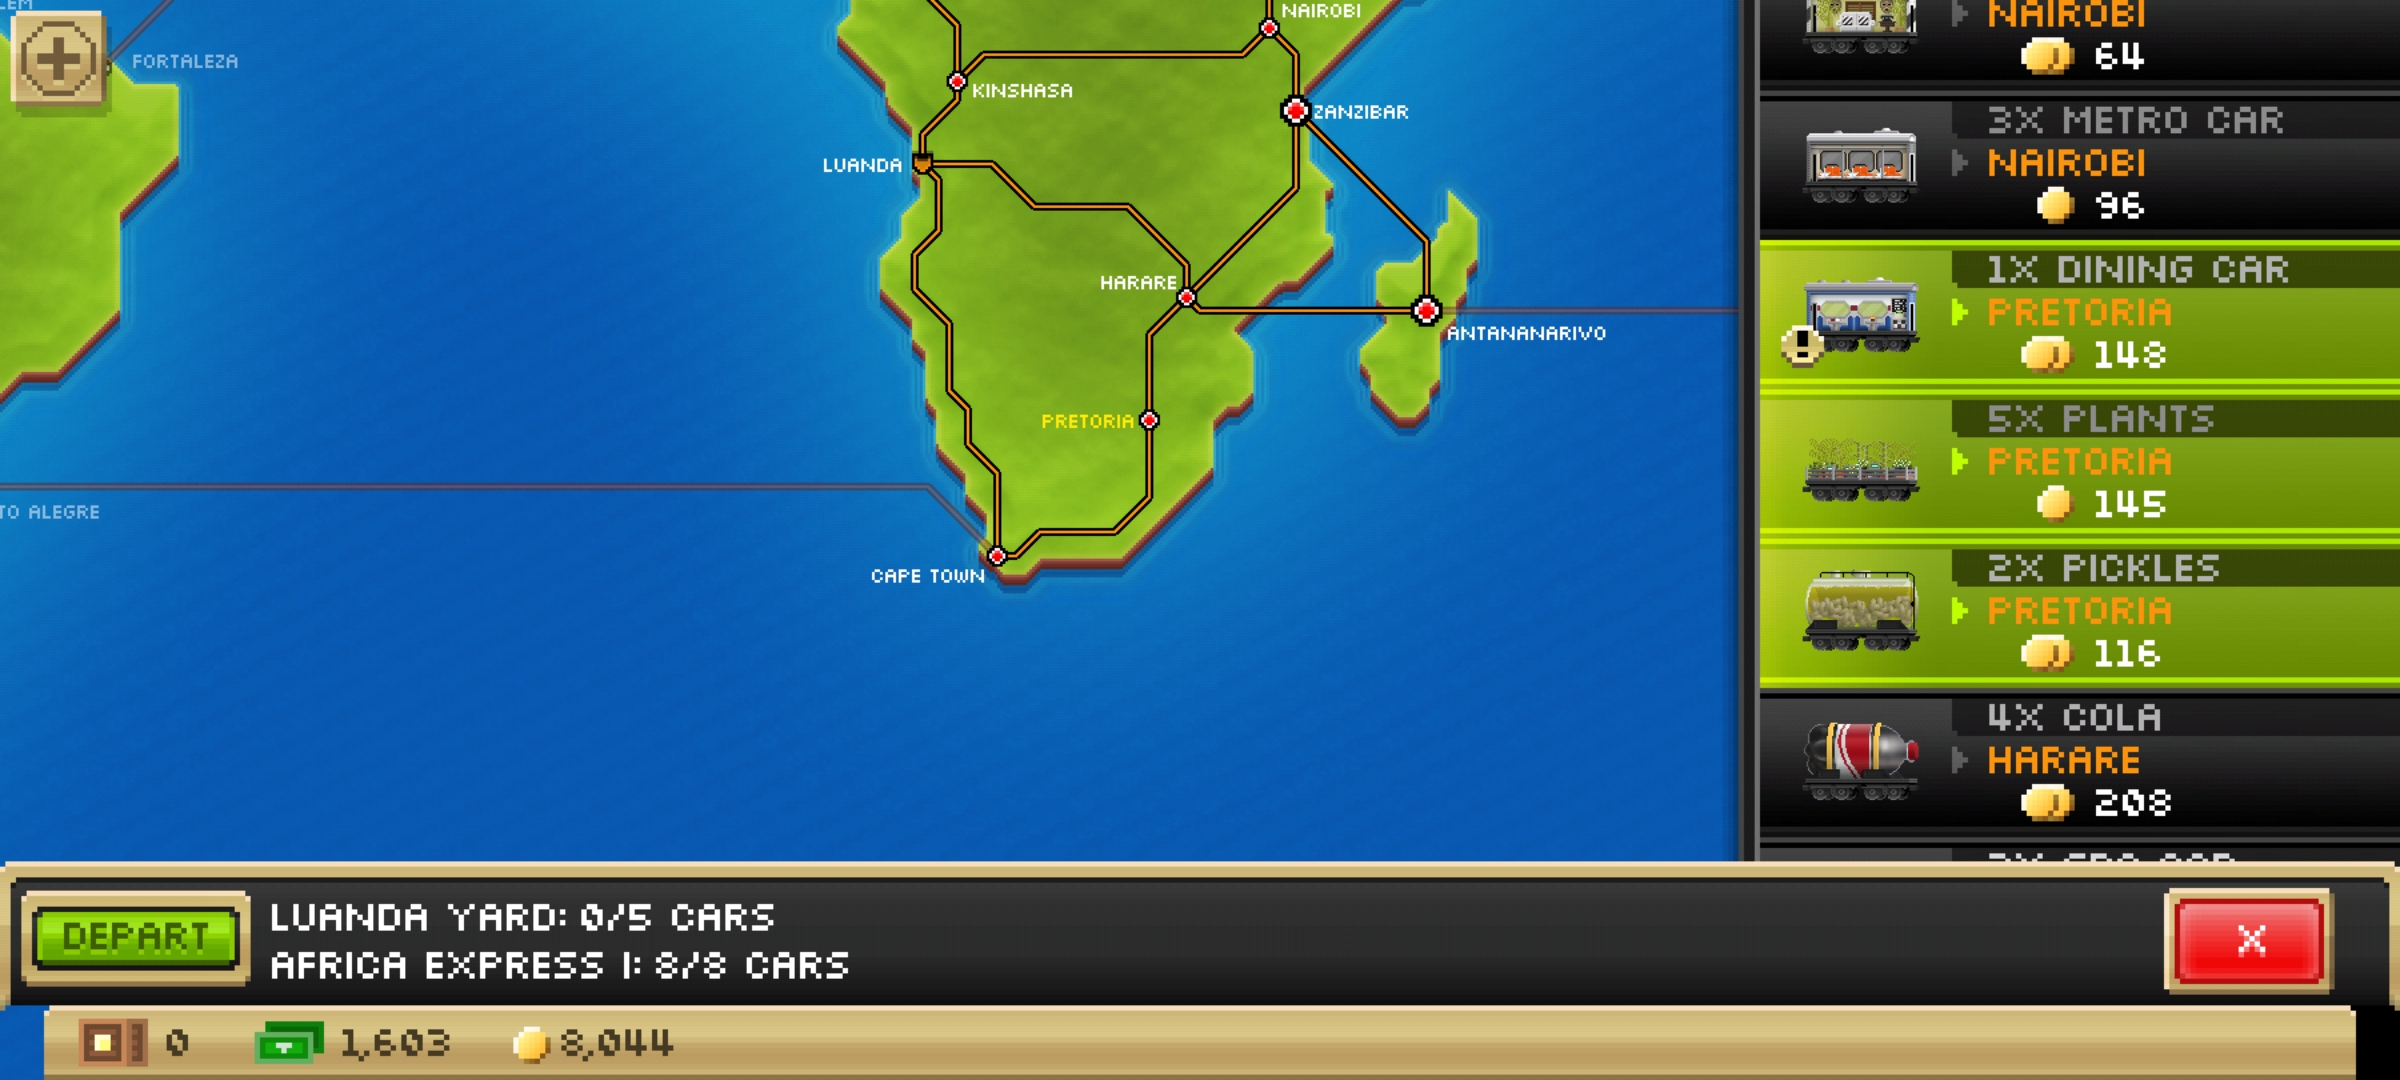 FORTALEZA
NAIROBI
KINSHASA
ZANZIBAR
LUANDA
HARARE
ANTANANARIVO
PRETORIA
TO ALEGRE
CAPE TOWN
NAIROBI
64
3X METRO CAR
NAIROBI
96
1X DINING CAR
PRETORIA
148
5X PLANTS
PRETORIA
145
2X PICKLES
PRETORIA
116
4X COLA
HARARE
208
DEPART
LUANDA YARD: 0/5 CARS
AFRICA EXPRESS I: 8/8 CARS
X
0
1,603
8,044